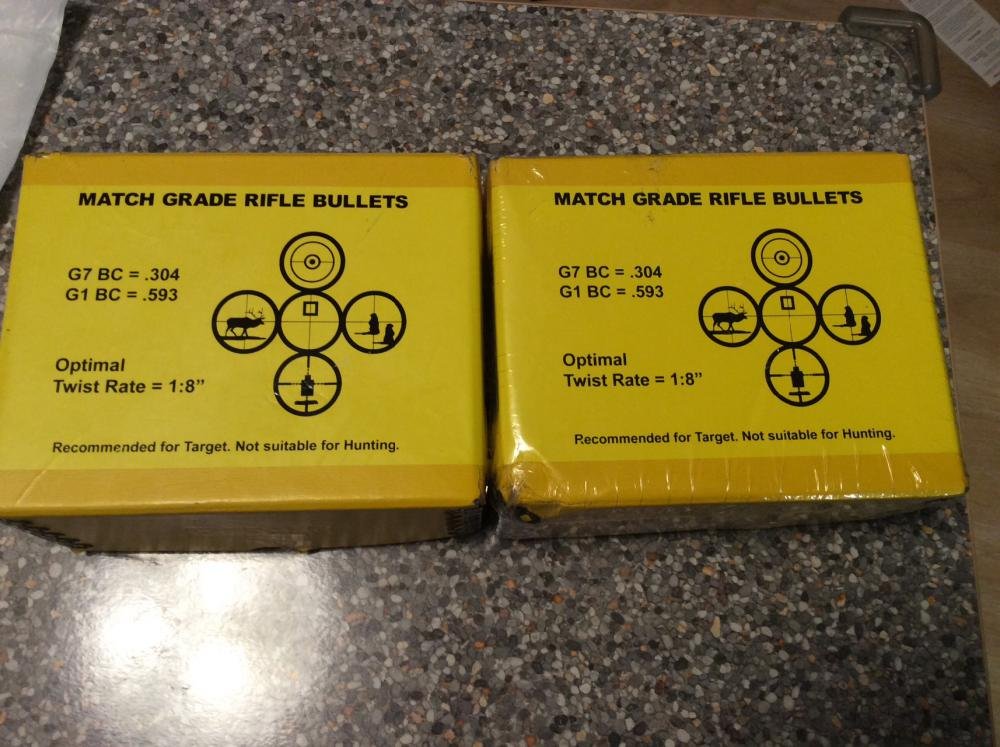 MATCH GRADE RIFLE BULLETS
G7 BC = .304
G1 BC = .593
Optimal
Twist Rate = 1:8”
Recommended for Target. Not suitable for Hunting.
MATCH GRADE RIFLE BULLETS
G7 BC = .304
G1 BC = .593
Optimal
Twist Rate = 1:8”
Recommended for Target. Not suitable for Hunting.